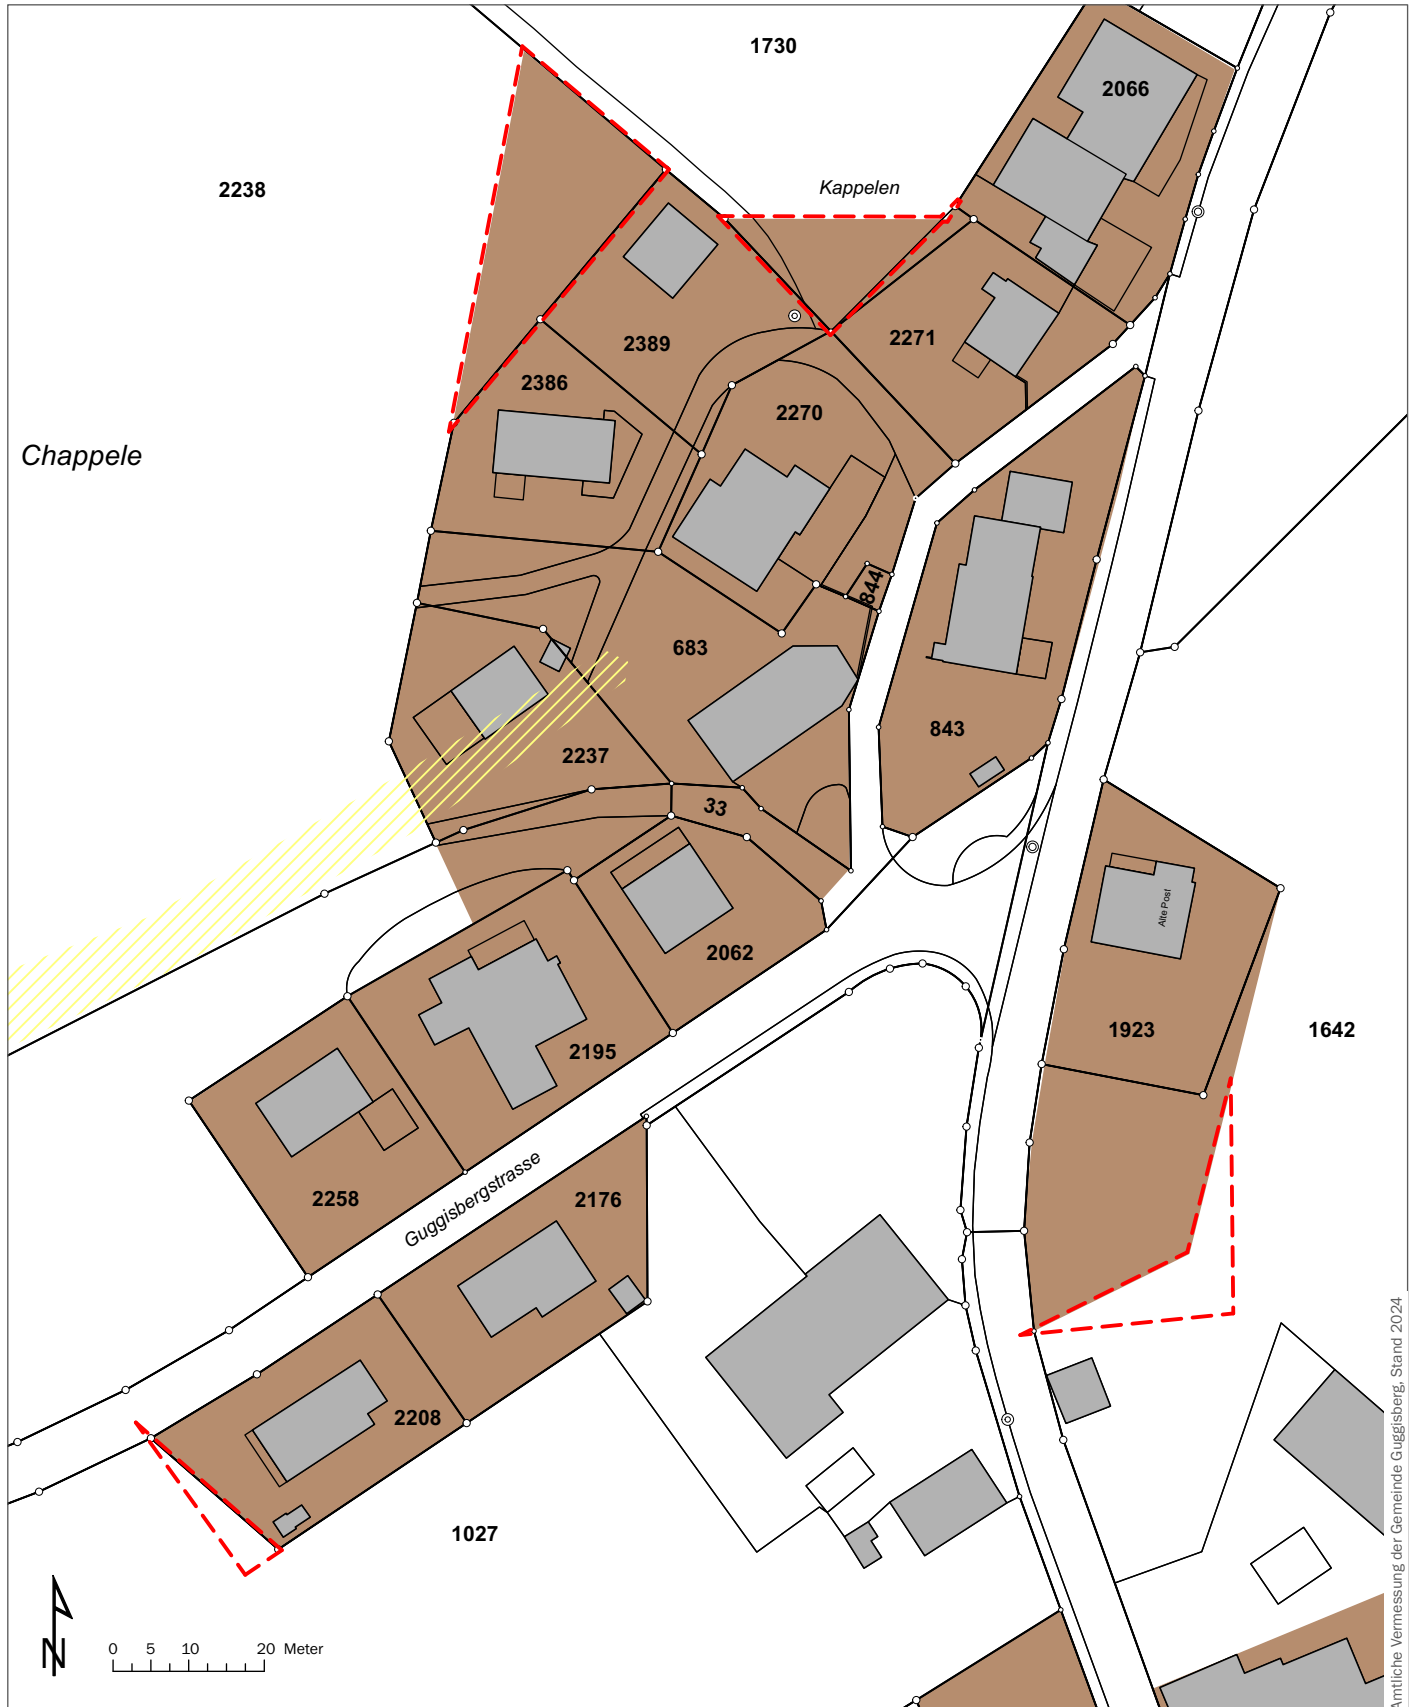 1730
2066
2238
Kappelen
2271
2389
2386
2270
Chappele
844
683
843
2237
33
Alte Post
2062
1923
1642
2195
2258
2176
Guggisbergstrasse
2208
1027
N
0 5 10 20 Meter
Amtliche Vermessung der Gemeinde Guggisberg, Stand 2024